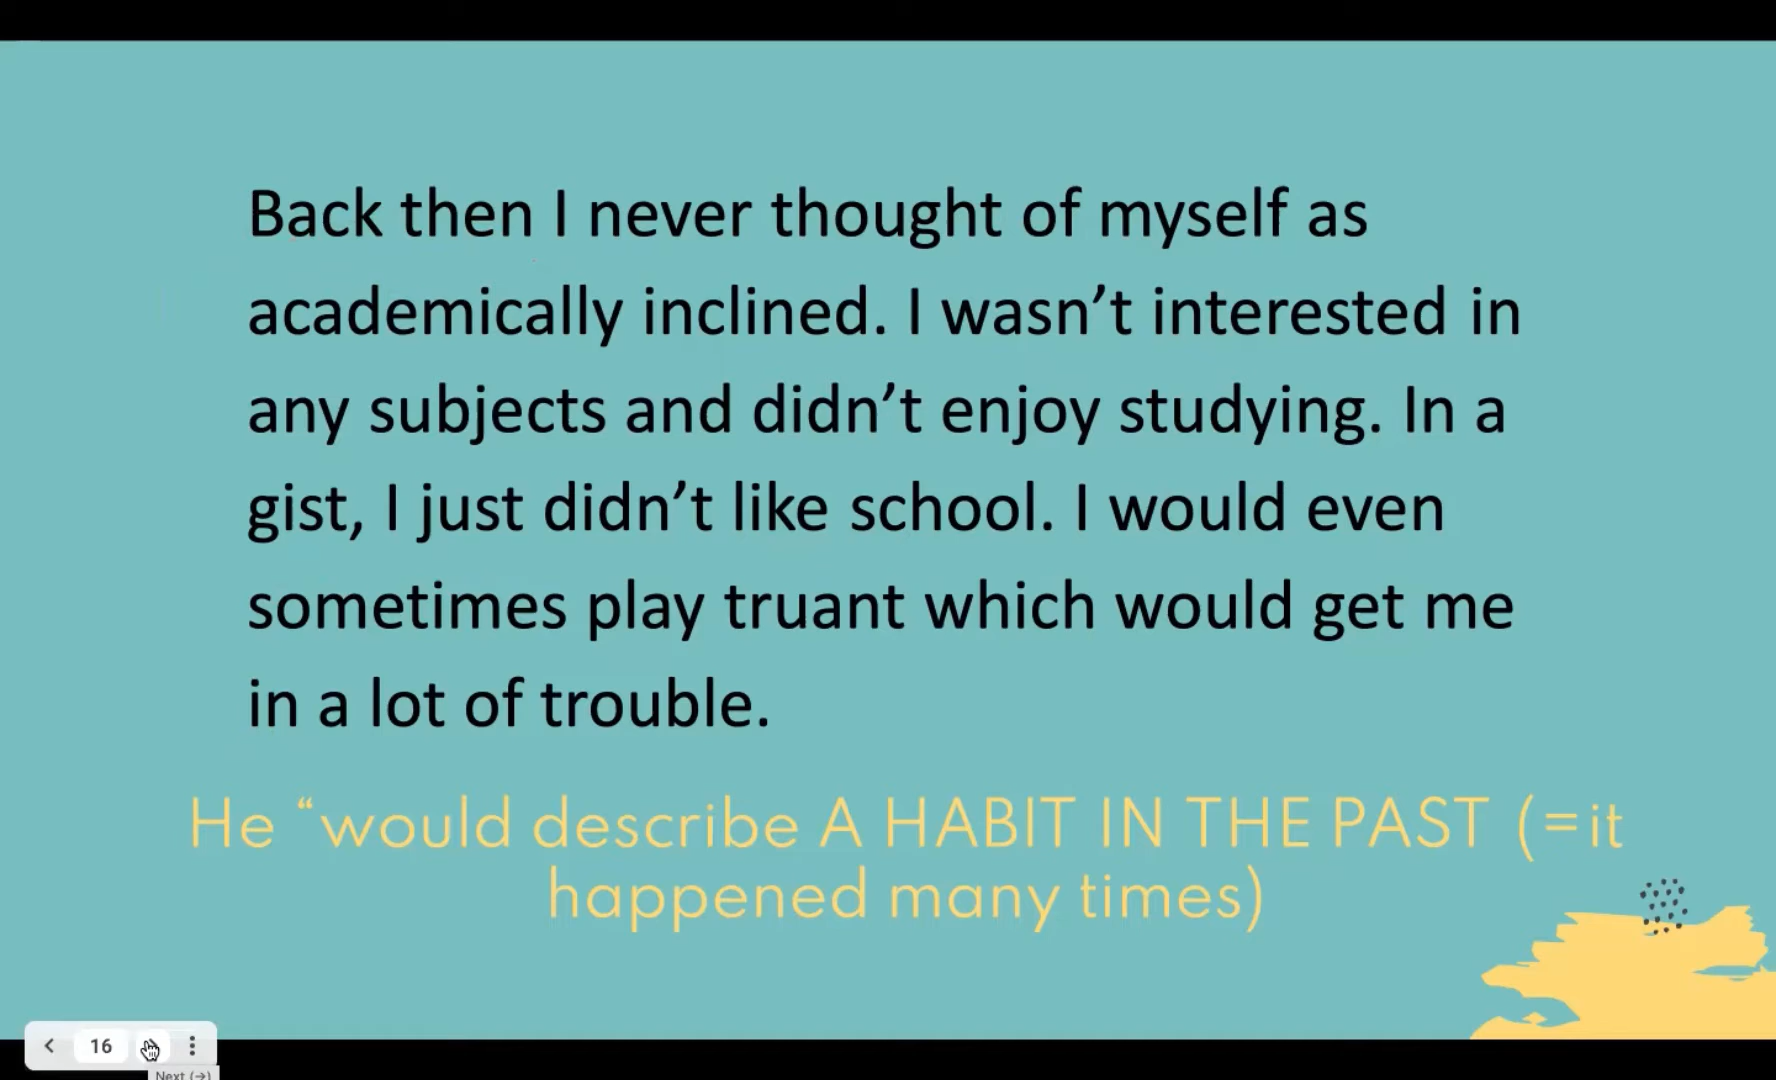 Back then I never thought of myself as
academically inclined. I wasn’t interested in
any subjects and didn’t enjoy studying. In a
gist, I just didn’t like school. I would even
sometimes play truant which would get me
in a lot of trouble.
He “would describe A HABIT IN THE PAST (=it
happened many times)
16
Next (→)